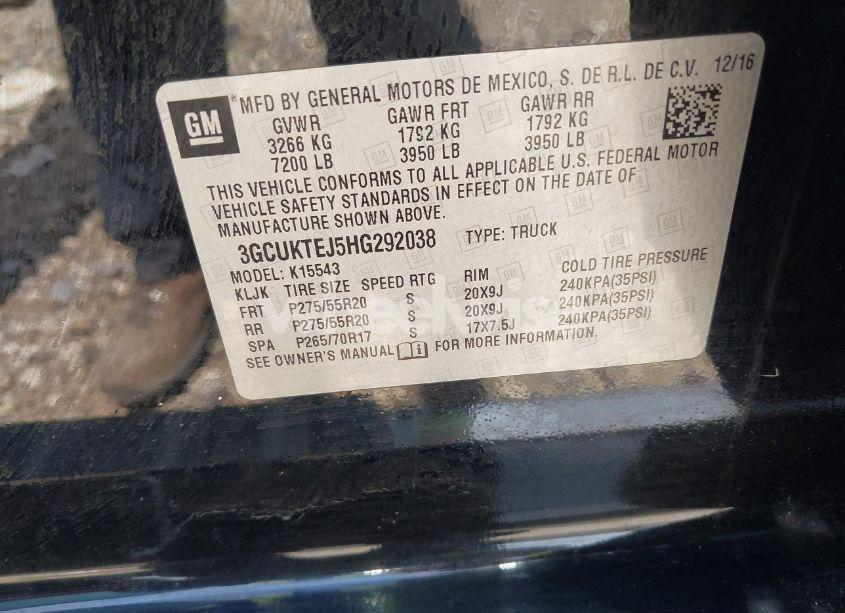 GM MFD BY GENERAL MOTORS DE MEXICO, S. DE R.L. DE C.V. 12/16
GVWR GAWR FRT GAWR RR
3266 KG 1792 KG 1792 KG
7200 LB 3950 LB 3950 LB
THIS VEHICLE CONFORMS TO ALL APPLICABLE U.S. FEDERAL MOTOR
VEHICLE SAFETY STANDARDS IN EFFECT ON THE DATE OF
MANUFACTURE SHOWN ABOVE.
3GCUKTEJ5HG292038 TYPE: TRUCK
MODEL: K15543
KLJK TIRE SIZE SPEED RTG RIM COLD TIRE PRESSURE
FRT P275/55R20 S 20X9J 240KPA(35PSI)
RR P275/55R20 S 20X9J 240KPA(35PSI)
SPA P265/70R17 S 17X7.5J 240KPA(35PSI)
SEE OWNER'S MANUAL FOR MORE INFORMATION.